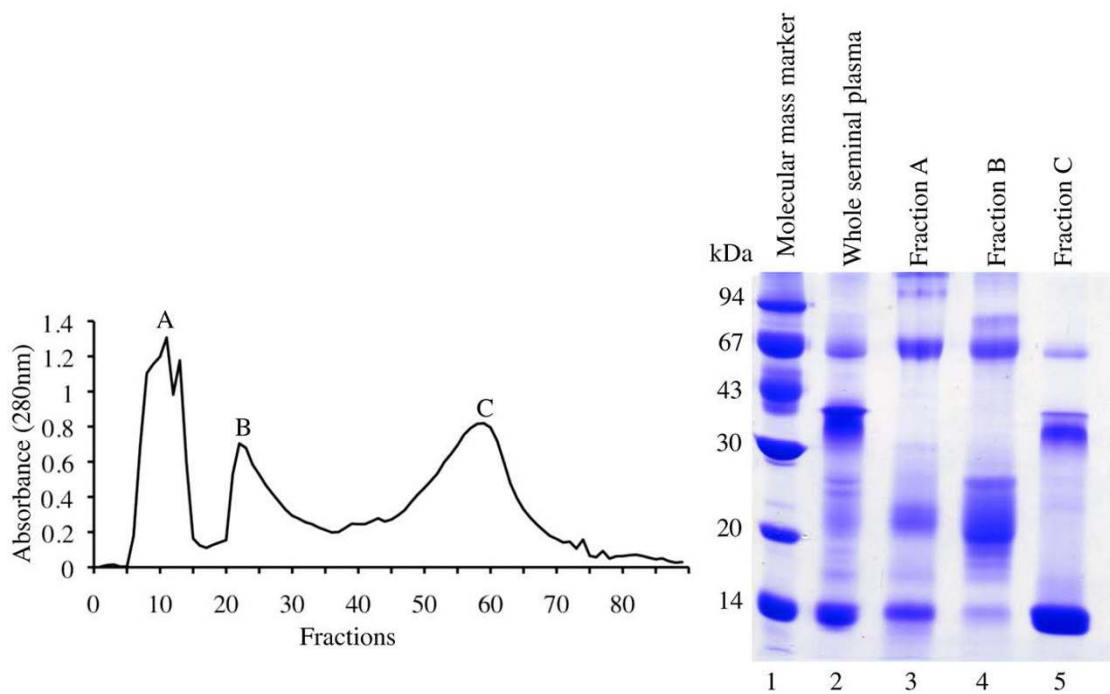 Absorbance (280nm)
1.4
1.2
1
0.8
0.6
0.4
0.2
0
A
B
C
0 10 20 30 40 50 60 70 80
Fractions
kDa
Molecular mass marker
Whole seminal plasma
Fraction A
Fraction B
Fraction C
94
67
43
30
20
14
1 2 3 4 5